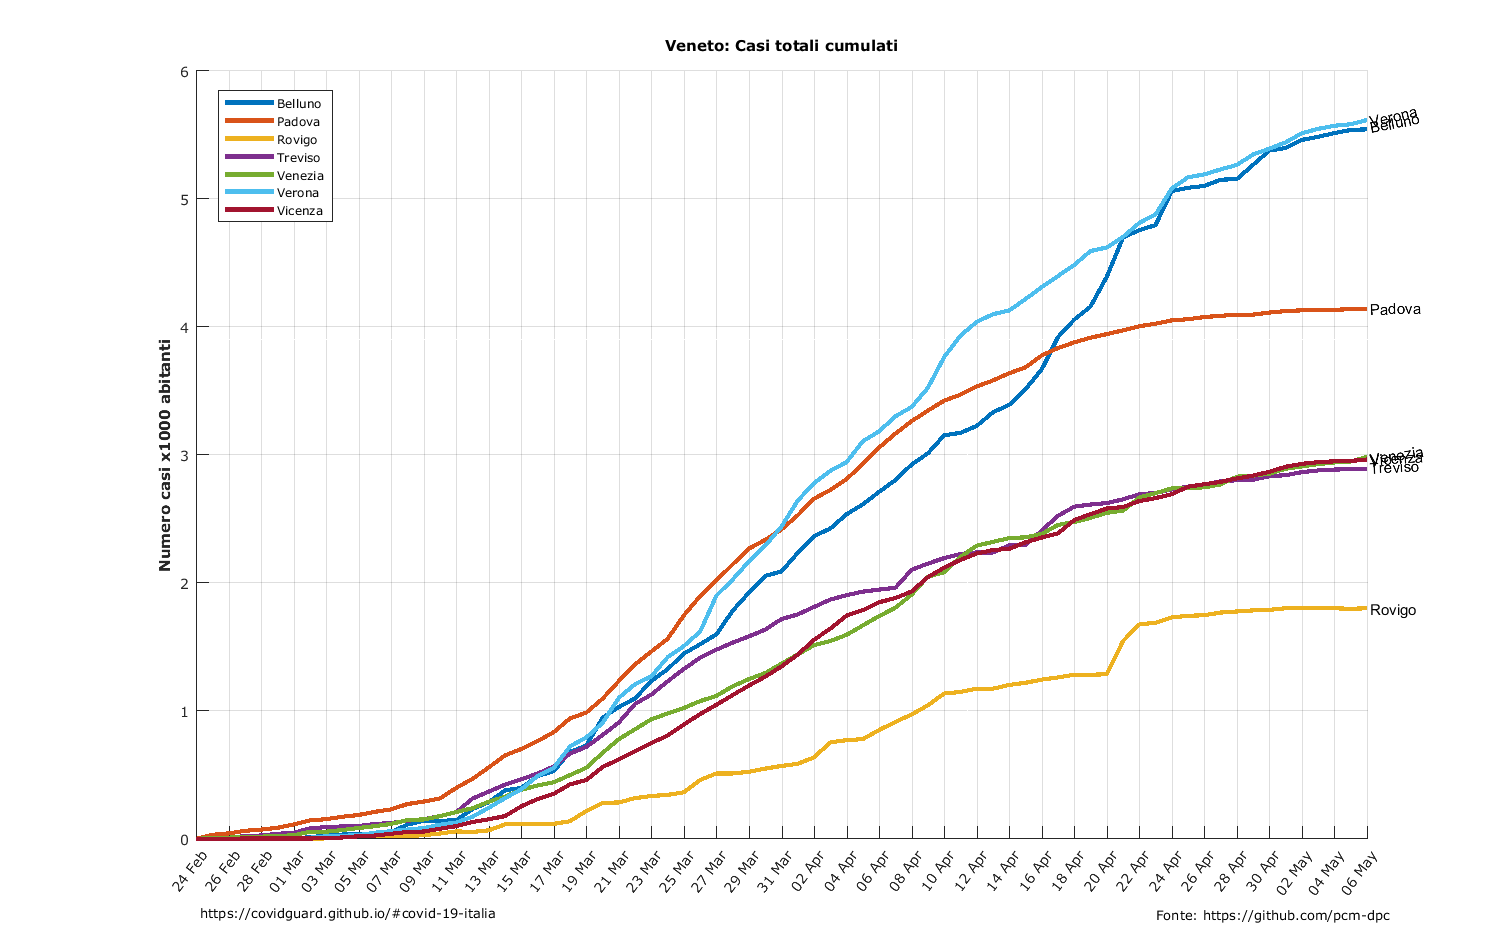 Veneto: Casi totali cumulati
6
5
4
3
2
1
0
Numero casi x1000 abitanti
Belluno
Padova
Rovigo
Treviso
Venezia
Verona
Vicenza
Verona
Belluno
Padova
Venezia
Vicenza
Treviso
Rovigo
24 Feb
26 Feb
28 Feb
01 Mar
03 Mar
05 Mar
07 Mar
09 Mar
11 Mar
13 Mar
15 Mar
17 Mar
19 Mar
21 Mar
23 Mar
25 Mar
27 Mar
29 Mar
31 Mar
02 Apr
04 Apr
06 Apr
08 Apr
10 Apr
12 Apr
14 Apr
16 Apr
18 Apr
20 Apr
22 Apr
24 Apr
26 Apr
28 Apr
30 Apr
02 May
04 May
06 May
https://covidguard.github.io/#covid-19-italia
Fonte: https://github.com/pcm-dpc